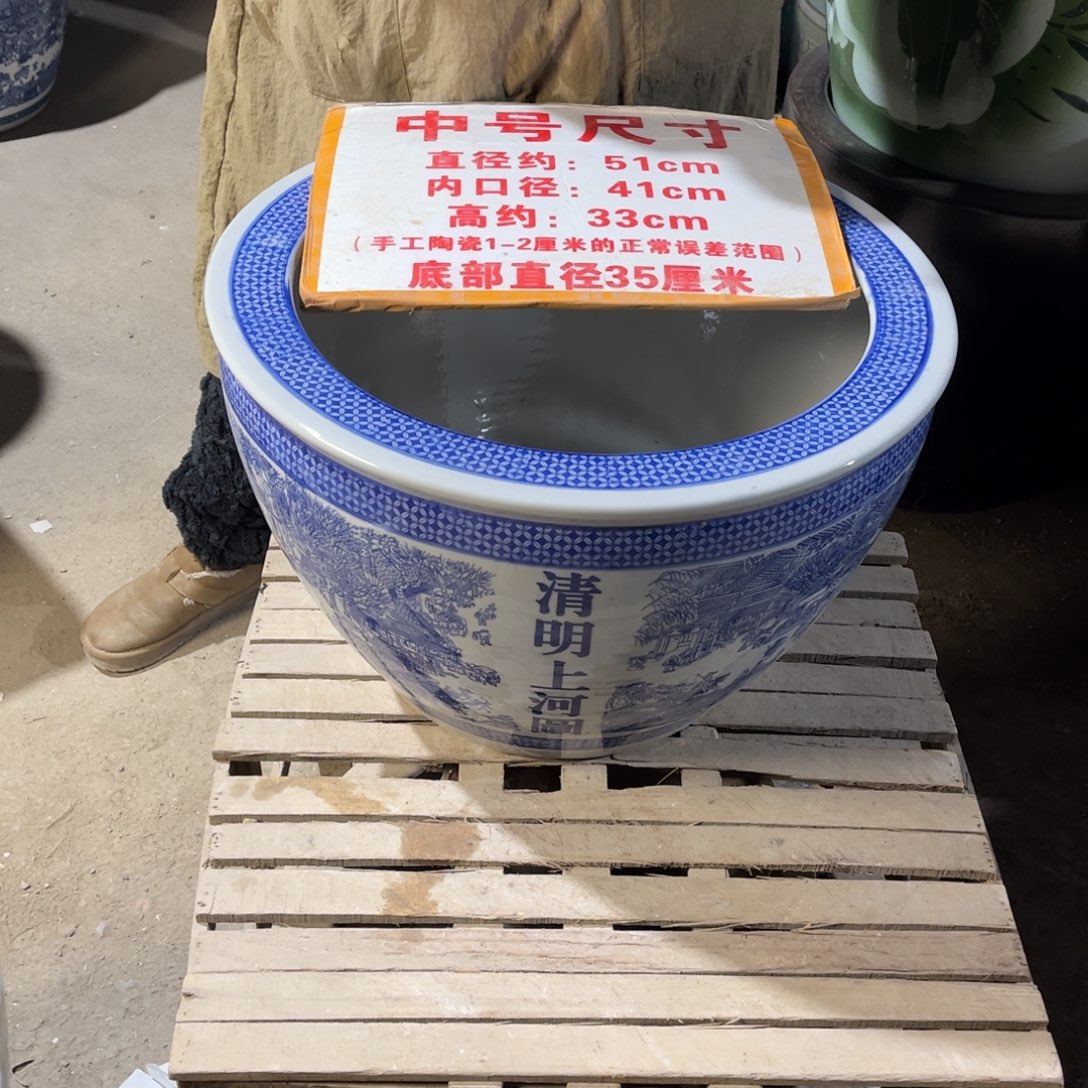 中号尺寸
直径约：51cm
内口径：41cm
高约：33cm
（手工陶瓷1-2厘米的正常误差范围）
底部直径35厘米
清明上河圖